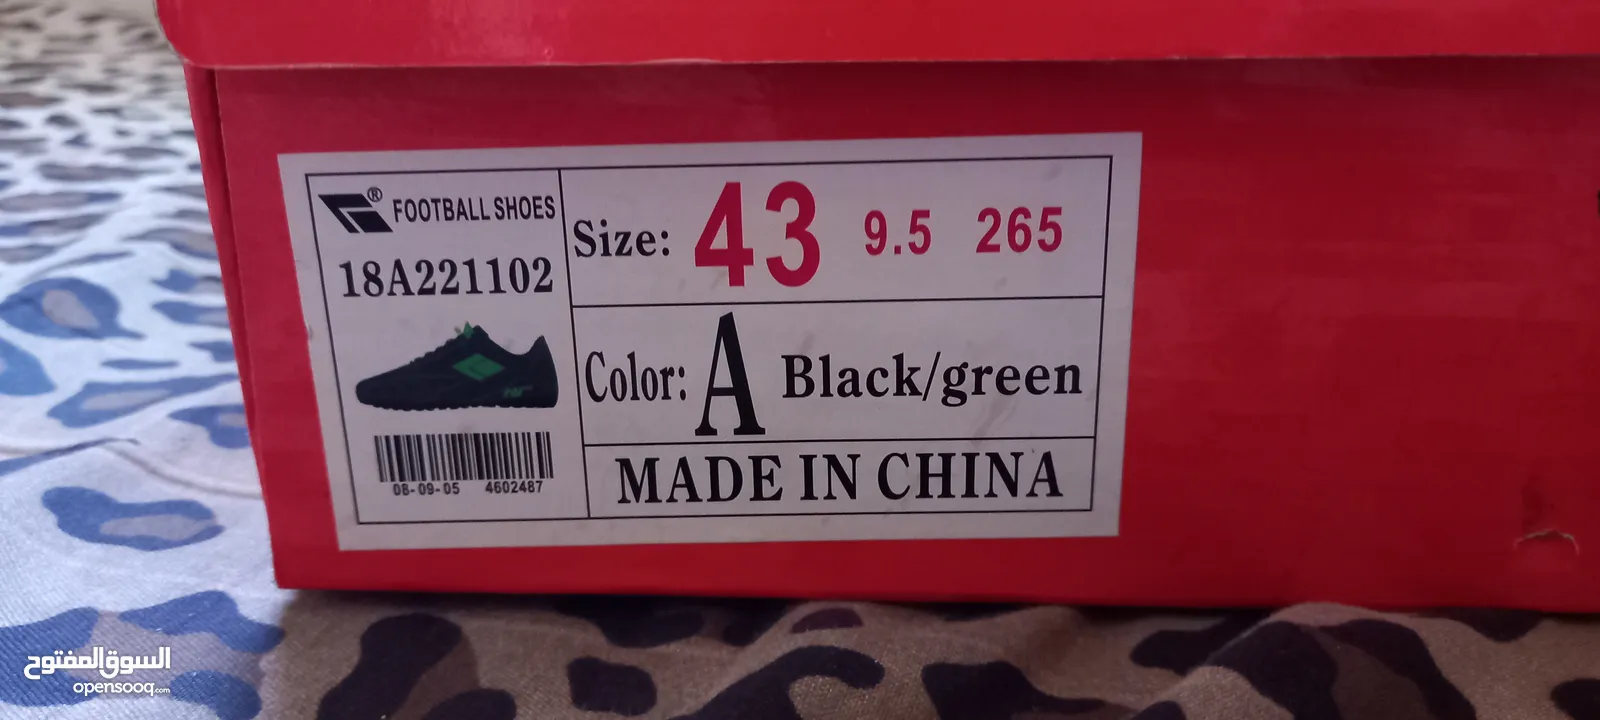 ® FOOTBALL SHOES
18A221102
08-09-05 4602487
Size: 43 9.5 265
Color: A Black/green
MADE IN CHINA
السوق المفتوح
opensooq.com